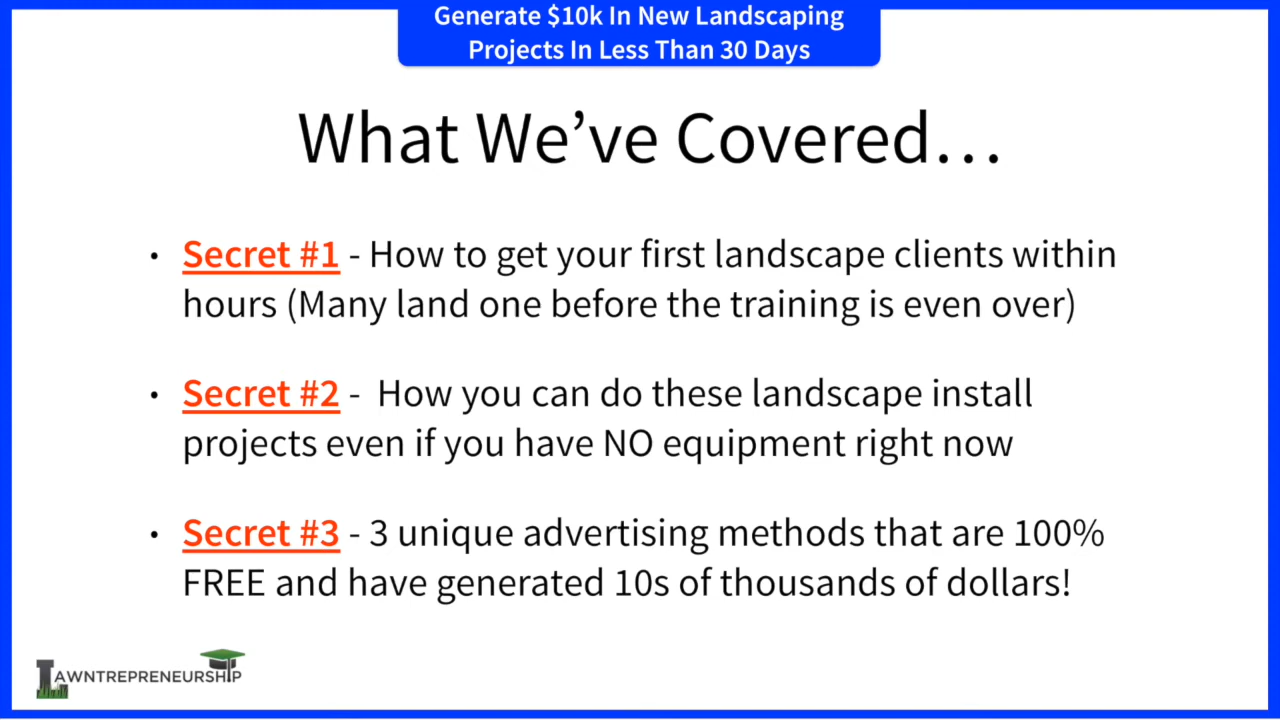 Generate $10k In New Landscaping
Projects In Less Than 30 Days
What We’ve Covered…
• Secret #1 - How to get your first landscape clients within
hours (Many land one before the training is even over)
• Secret #2 - How you can do these landscape install
projects even if you have NO equipment right now
• Secret #3 - 3 unique advertising methods that are 100%
FREE and have generated 10s of thousands of dollars!
LAWNTREPRENEURSHIP